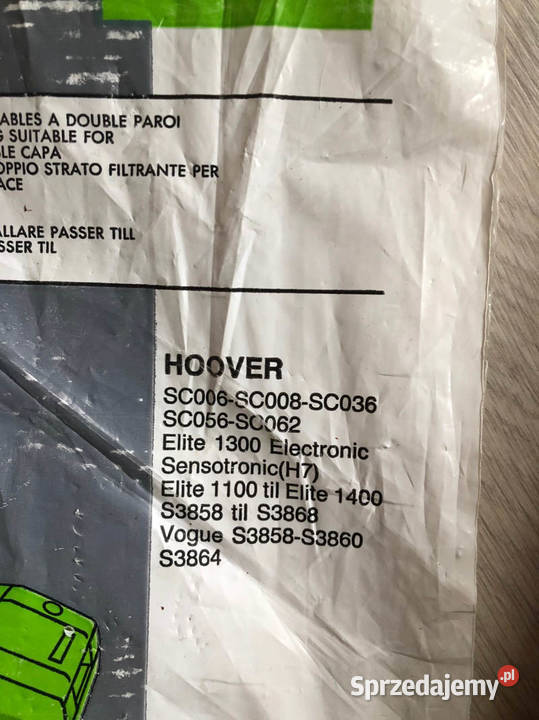 ABLES A DOUBLE PAROI
G SUITABLE FOR
LE CAPA
OPPIO STRATO FILTRANTE PER
ACE
ALLARE PASSER TILL
SSER TIL
HOOVER
SC006-SC008-SC036
SC056-SC062
Elite 1300 Electronic
Sensotronic(H7)
Elite 1100 til Elite 1400
S3858 til S3868
Vogue S3858-S3860
S3864
Sprzedajemy.pl